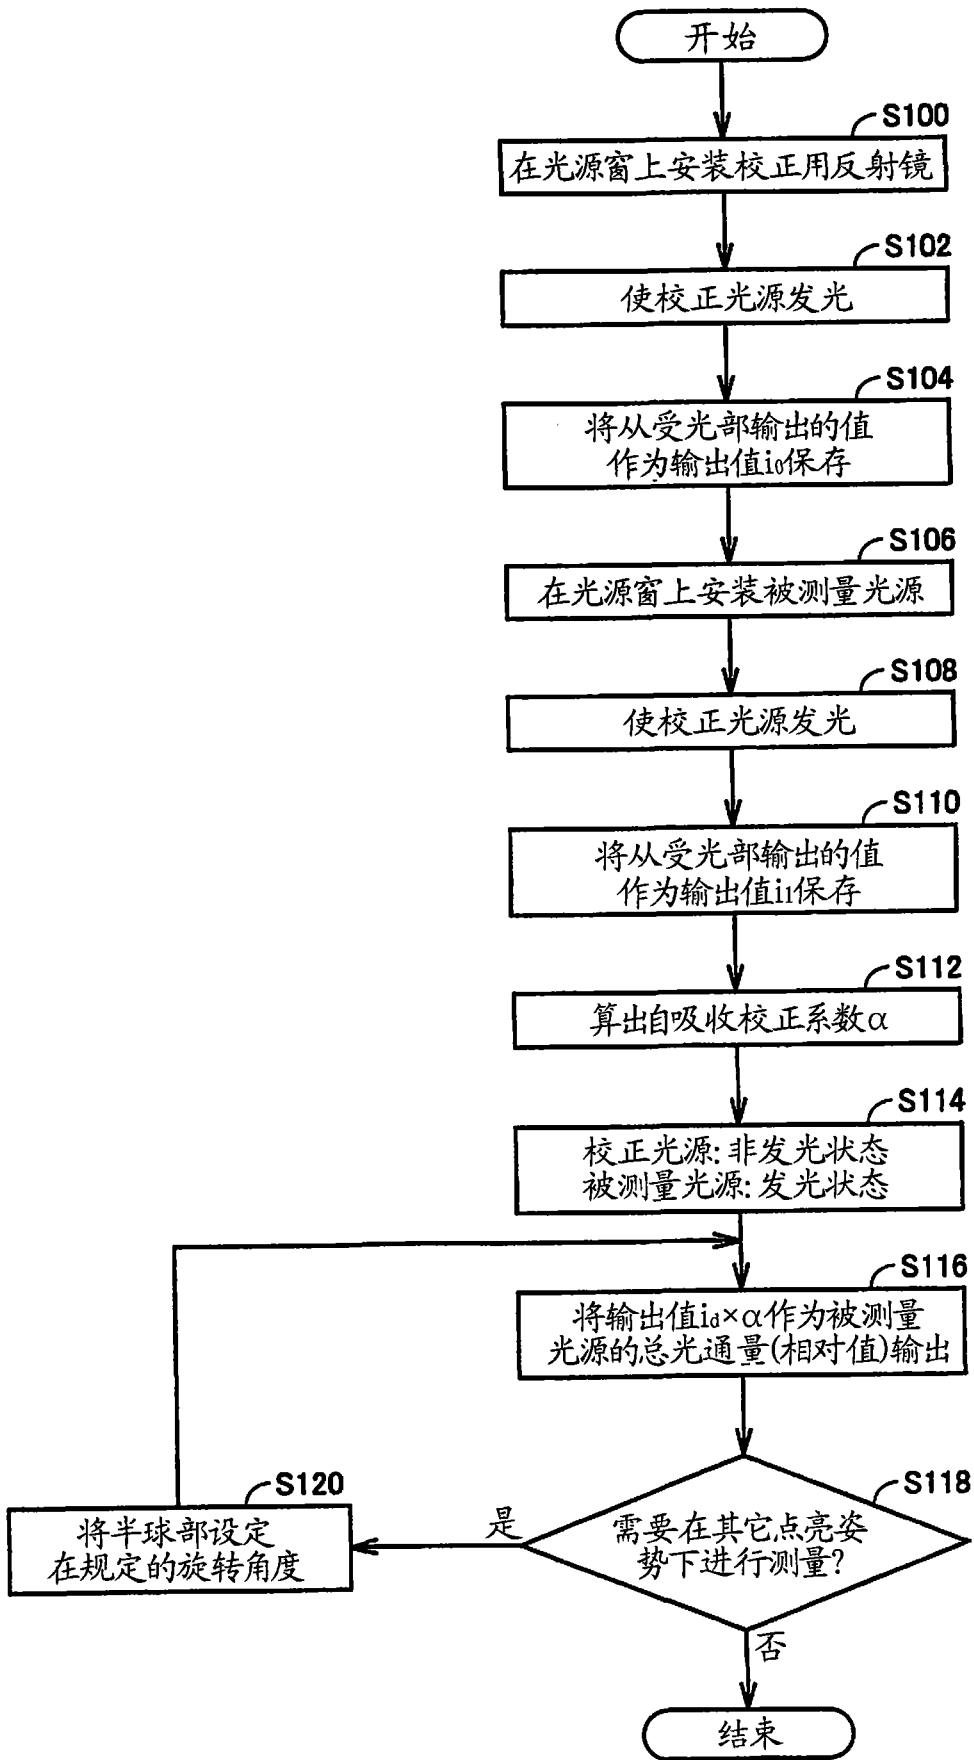 开始
S100
在光源窗上安装校正用反射镜
S102
使校正光源发光
S104
将从受光部输出的值
作为输出值i₀保存
S106
在光源窗上安装被测量光源
S108
使校正光源发光
S110
将从受光部输出的值
作为输出值i₁保存
S112
算出自吸收校正系数α
S114
校正光源:非发光状态
被测量光源:发光状态
S116
将输出值i_d×α作为被测量
光源的总光通量(相对值)输出
S118
需要在其它点亮姿
势下进行测量?
是
S120
将半球部设定
在规定的旋转角度
否
结束